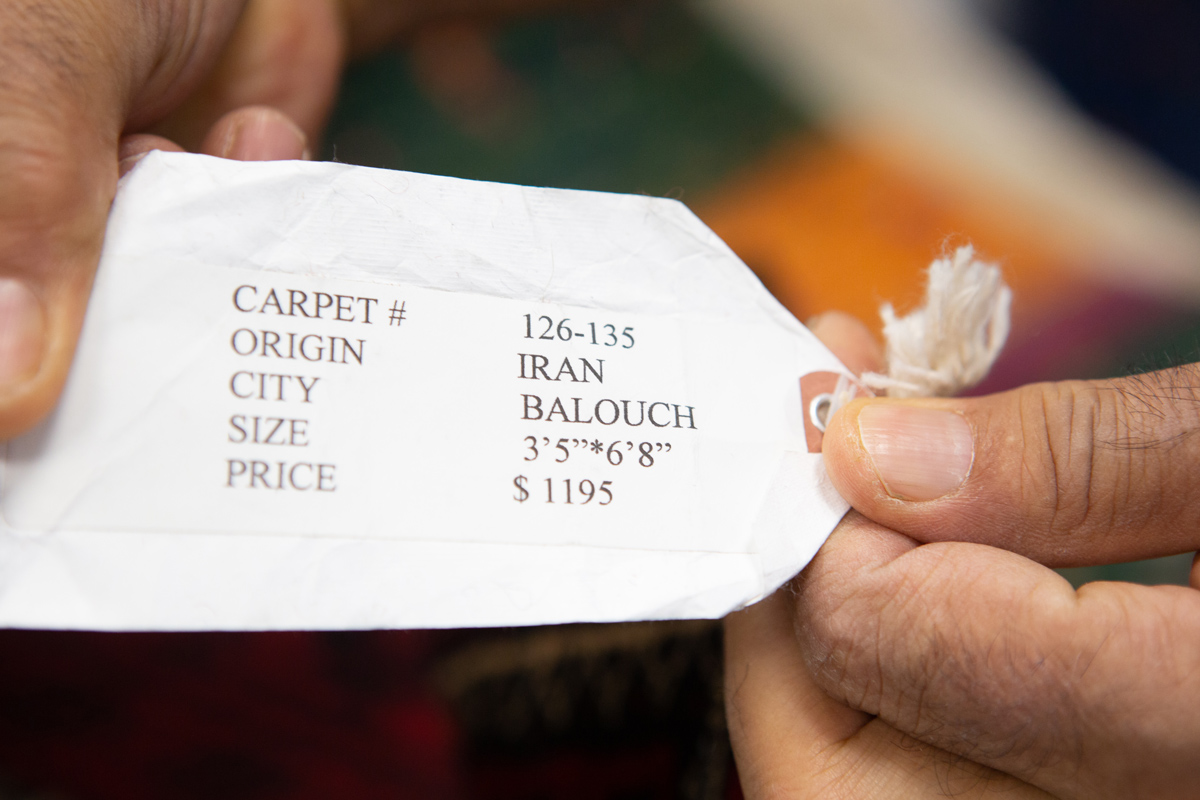 CARPET # 126-135
ORIGIN IRAN
CITY BALOUCH
SIZE 3’5”*6’8”
PRICE $ 1195